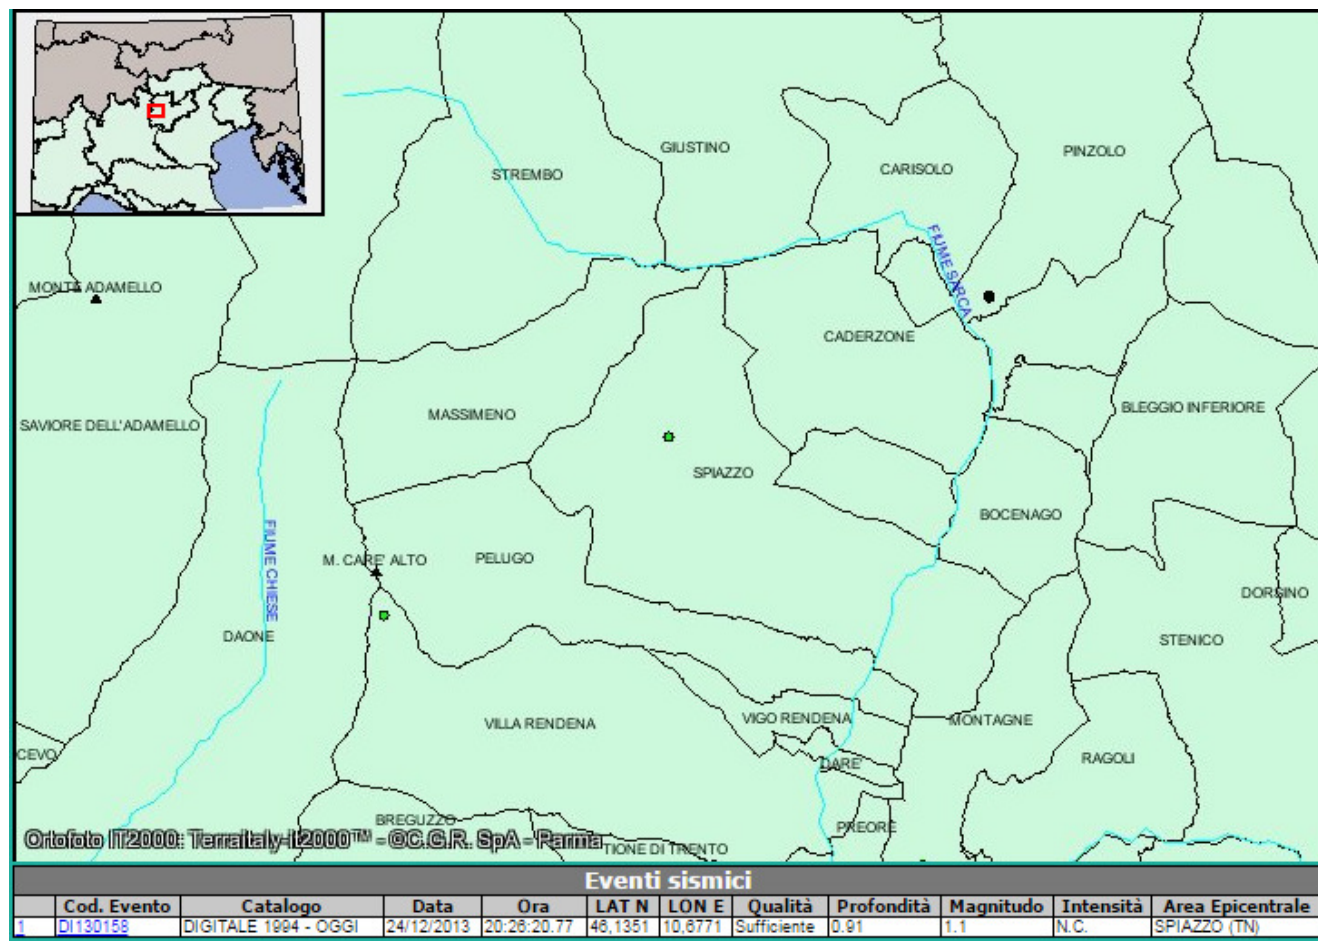 GIUSTINO
PINZOLO
STREMBO
CARISOLO
FIUME SARCA
MONTE ADAMELLO
CADERZONE
MASSIMENO
BLEGGIO INFERIORE
SAVIORE DELL'ADAMELLO
SPIAZZO
BOCENAGO
FIUME CHIESE
M. CARE' ALTO
PELUGO
DORSINO
DAONE
STENICO
VILLA RENDENA
VIGO RENDENA
MONTAGNE
CEVO
DARE'
RAGOLI
BREGUZZO
PREORE
Ortofoto IT2000: Terraitaly-it2000™ - ©C.G.R. SpA - Parma
TIONE DI TRENTO
Eventi sismici
Cod. Evento Catalogo Data Ora LAT N LON E Qualità Profondità Magnitudo Intensità Area Epicentrale
1 DI130158 DIGITALE 1994 - OGGI 24/12/2013 20:26:20.77 46,1351 10,6771 Sufficiente 0.91 1.1 N.C. SPIAZZO (TN)